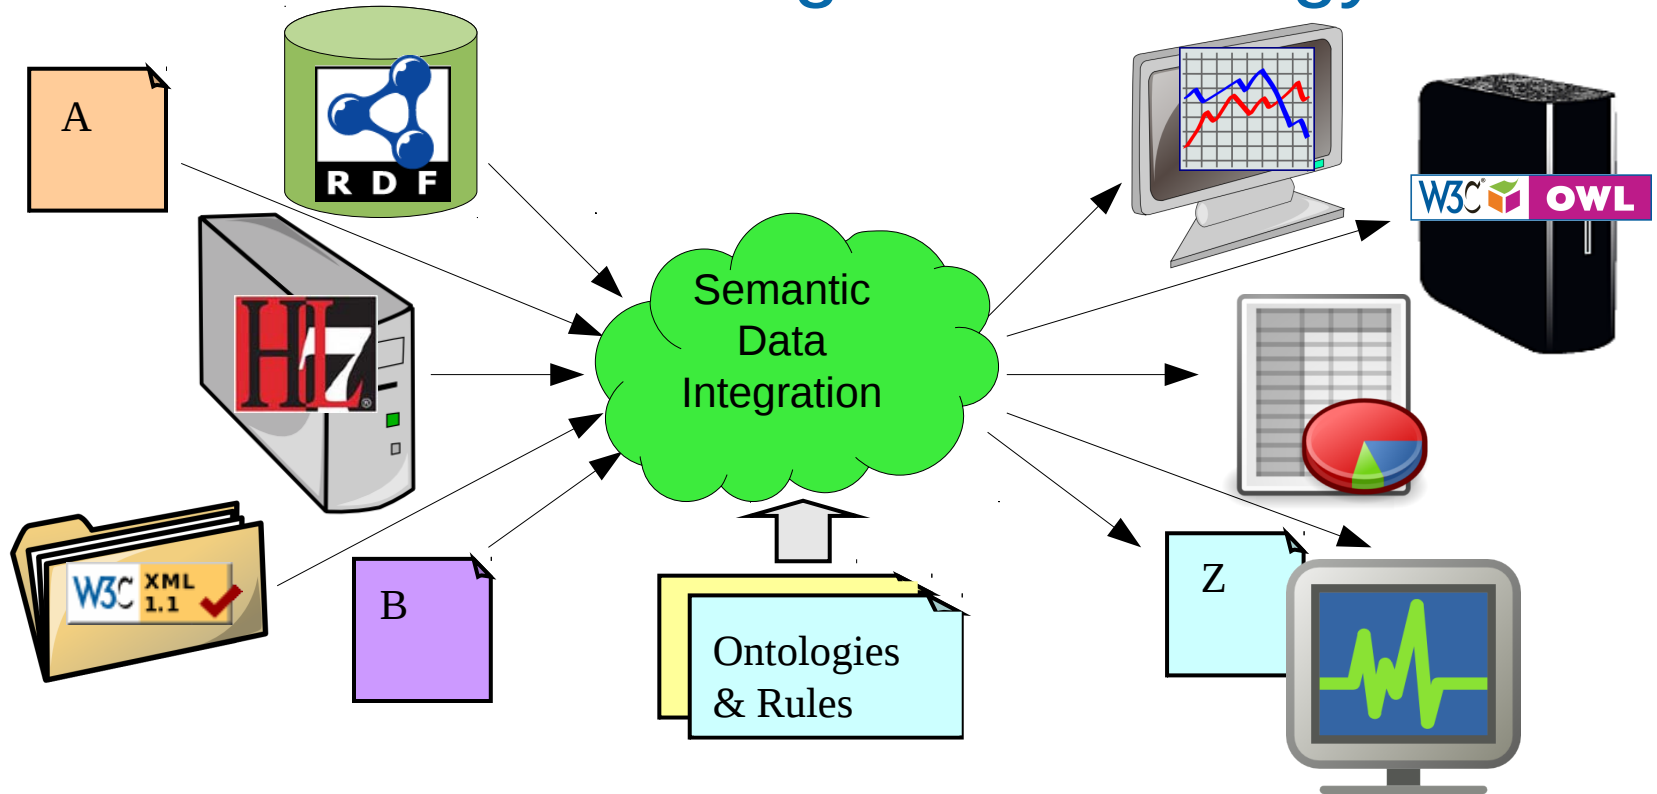 A
RDF
HL7
W3C XML
1.1
B
Semantic
Data
Integration
Ontologies
& Rules
W3C OWL
Z